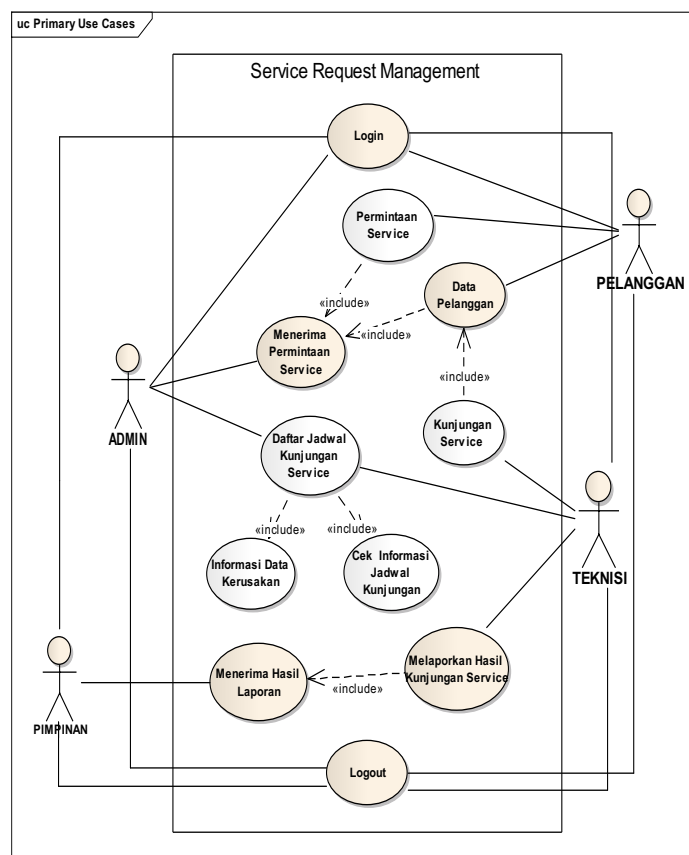 uc Primary Use Cases
Service Request Management
Login
Permintaan
Service
PELANGGAN
Data
Pelanggan
«include»
«include»
Menerima
Permintaan
Service
«include»
ADMIN
Kunjungan
Service
Daftar Jadwal
Kunjungan
Service
«include»
«include»
Informasi Data
Kerusakan
Cek Informasi
Jadwal
Kunjungan
TEKNISI
Menerima Hasil
Laporan
«include»
Melaporkan Hasil
Kunjungan Service
PIMPINAN
Logout